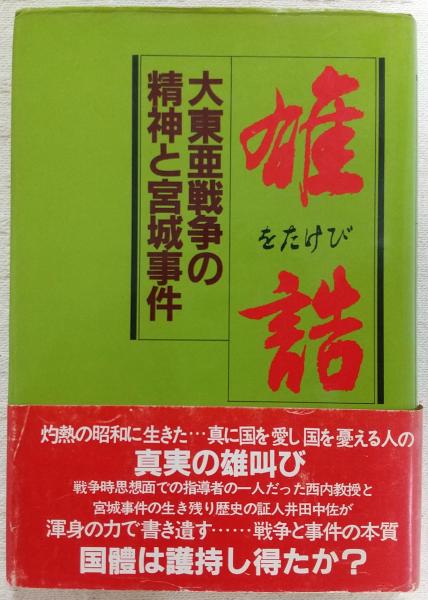 雄
をたけび
誥
大東亜戦争の
精神と宮城事件
灼熱の昭和に生きた…真に国を愛し国を憂える人の
真実の雄叫び
戦争時思想面での指導者の一人だった西内教授と
宮城事件の生き残り歴史の証人井田中佐が
渾身の力で書き遺す……戦争と事件の本質
国體は護持し得たか?